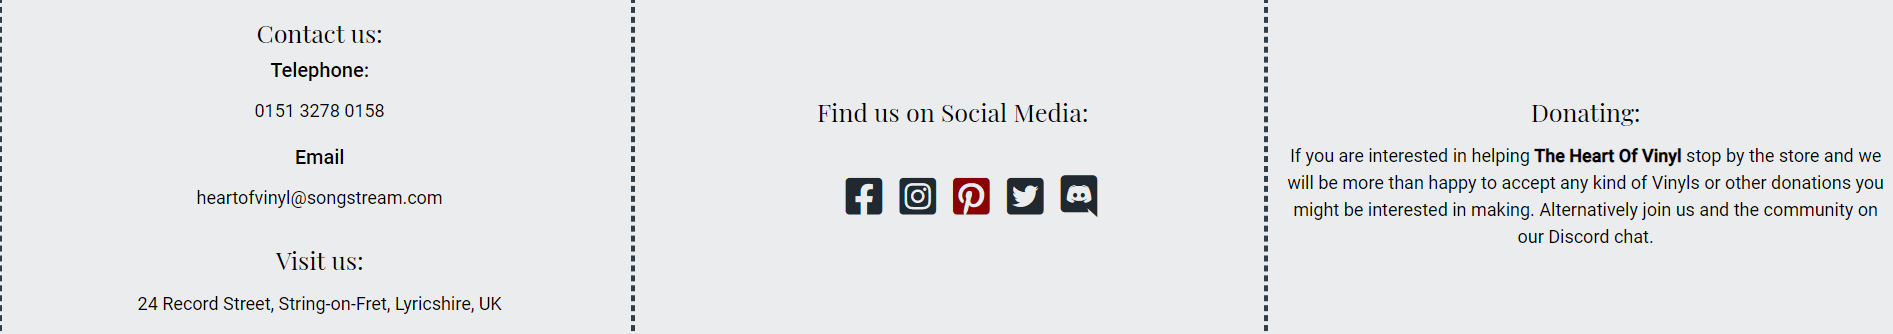 Contact us:
Telephone:
0151 3278 0158
Email
heartofvinyl@songstream.com
Visit us:
24 Record Street, String-on-Fret, Lyricshire, UK
Find us on Social Media:
Donating:
If you are interested in helping The Heart Of Vinyl stop by the store and we
will be more than happy to accept any kind of Vinyls or other donations you
might be interested in making. Alternatively join us and the community on
our Discord chat.